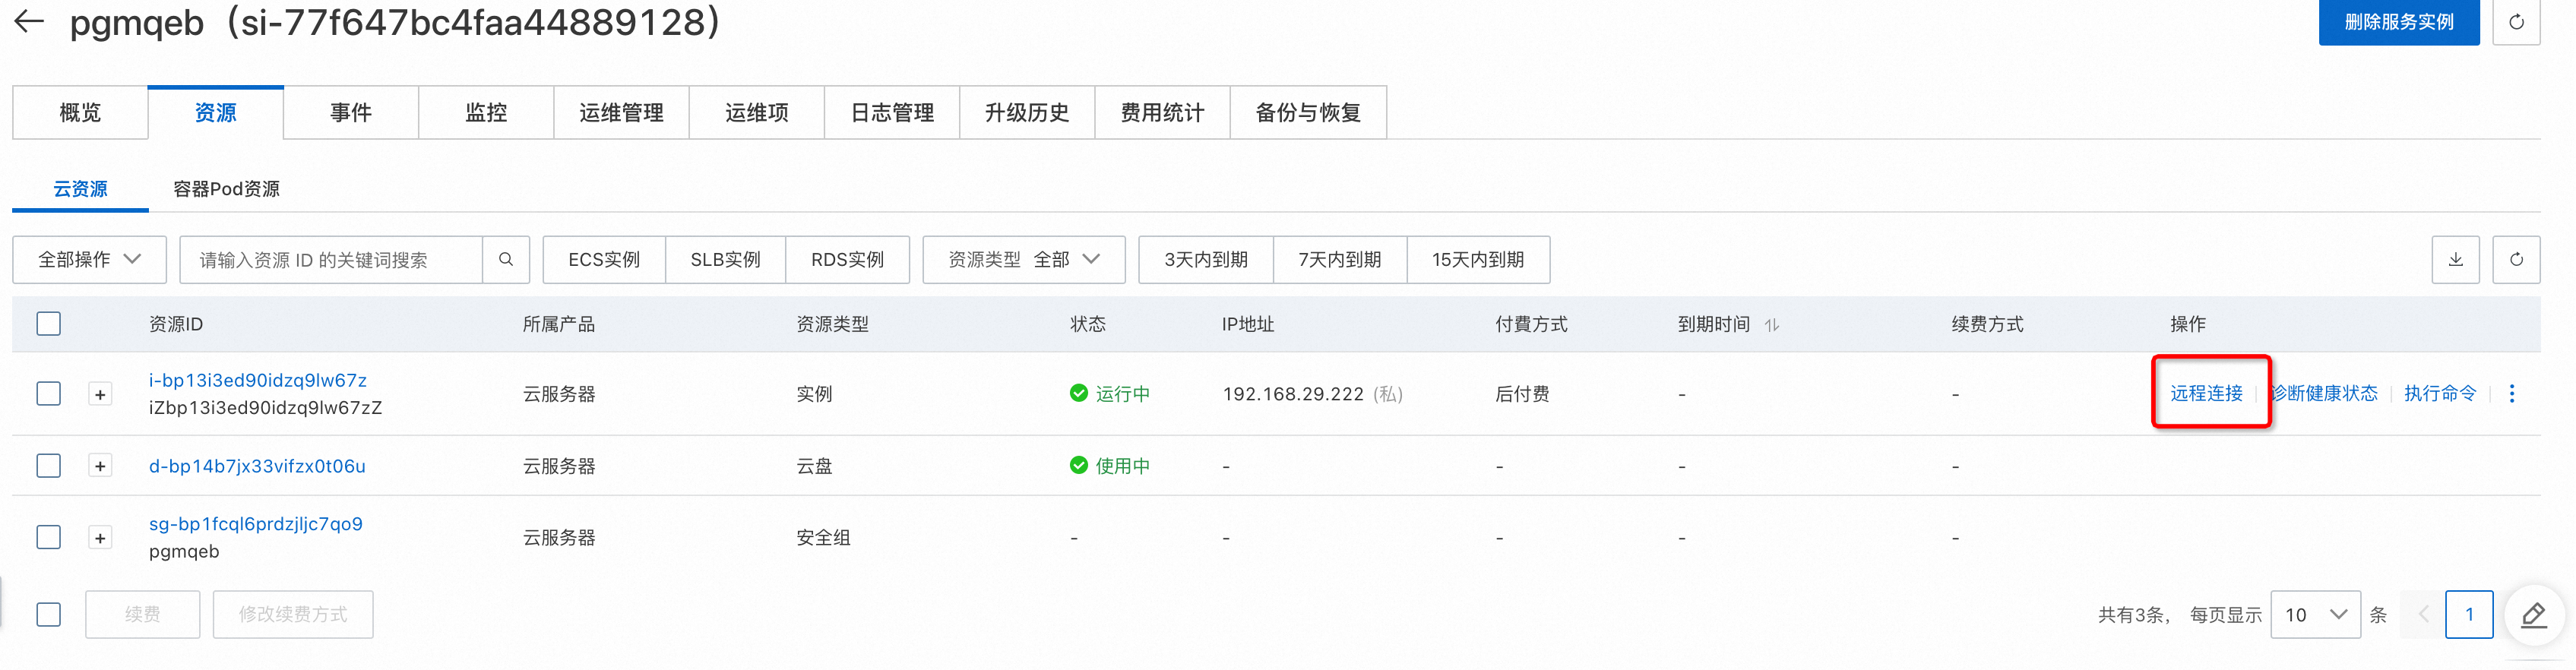 pgmqeb（si-77f647bc4faa44889128）
删除服务实例
概览 资源 事件 监控 运维管理 运维项 日志管理 升级历史 费用统计 备份与恢复
云资源 容器Pod资源
全部操作 请输入资源 ID 的关键词搜索 ECS实例 SLB实例 RDS实例 资源类型 全部 3天内到期 7天内到期 15天内到期
资源ID 所属产品 资源类型 状态 IP地址 付费方式 到期时间 续费方式 操作
i-bp13i3ed90idzq9lw67z
iZbp13i3ed90idzq9lw67zZ
云服务器 实例 运行中 192.168.29.222 (私) 后付费 - - 远程连接 诊断健康状态 执行命令
d-bp14b7jx33vifzx0t06u 云服务器 云盘 使用中 - - - -
sg-bp1fcql6prdzjljc7qo9
pgmqeb
云服务器 安全组 - - - - -
续费 修改续费方式 共有3条， 每页显示 10 条 1